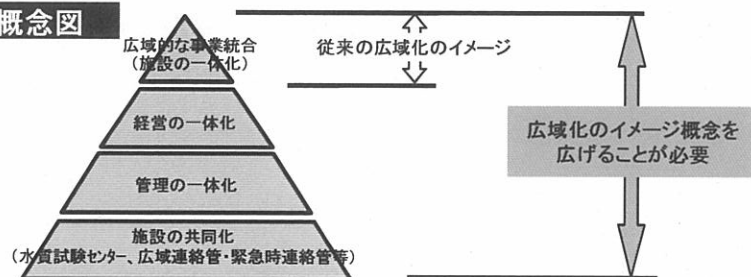 概念図
広域的な事業統合
（施設の一体化）
従来の広域化のイメージ
経営の一体化
管理の一体化
施設の共同化
（水質試験センター、広域連絡管・緊急時連絡管等）
広域化のイメージ概念を
広げることが必要